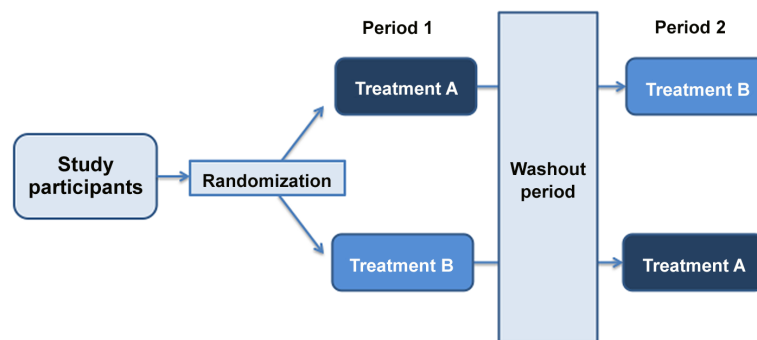 Period 1
Period 2
Treatment A
Treatment B
Study
participants
Randomization
Washout
period
Treatment B
Treatment A